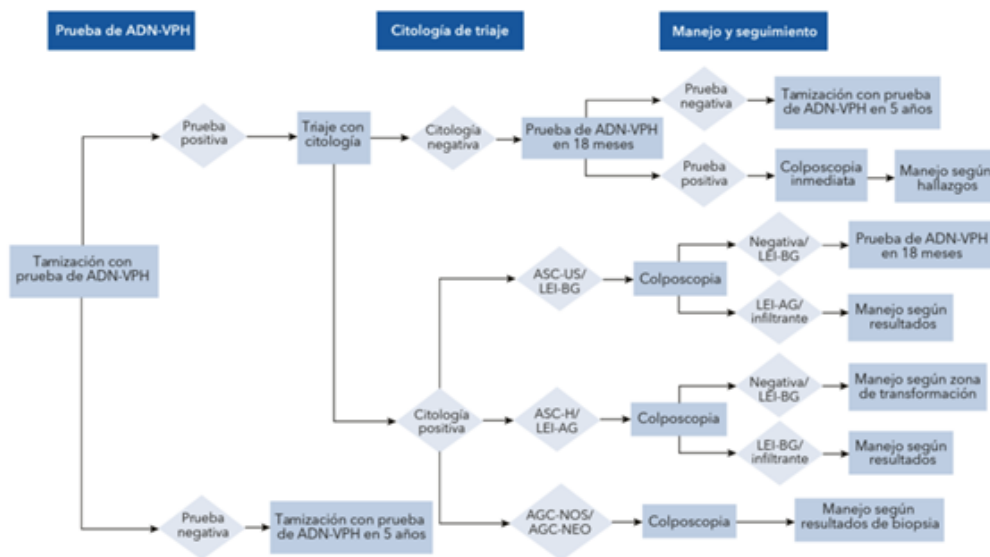 Prueba de ADN-VPH
Citología de triaje
Manejo y seguimiento
Prueba
positiva
Triaje con
citología
Citología
negativa
Prueba de ADN-VPH
en 18 meses
Prueba
negativa
Tamización con prueba
de ADN-VPH en 5 años
Prueba
positiva
Colposcopia
inmediata
Manejo según
hallazgos
Tamización con
prueba de ADN-VPH
ASC-US/
LEI-BG
Colposcopia
Negativa/
LEI-BG
Prueba de ADN-VPH
en 18 meses
LEI-AG/
infiltrante
Manejo según
resultados
Citología
positiva
ASC-H/
LEI-AG
Colposcopia
Negativa/
LEI-BG
Manejo según zona
de transformación
LEI-BG/
infiltrante
Manejo según
resultados
Prueba
negativa
Tamización con prueba
de ADN-VPH en 5 años
AGC-NOS/
AGC-NEO
Colposcopia
Manejo según
resultados de biopsia